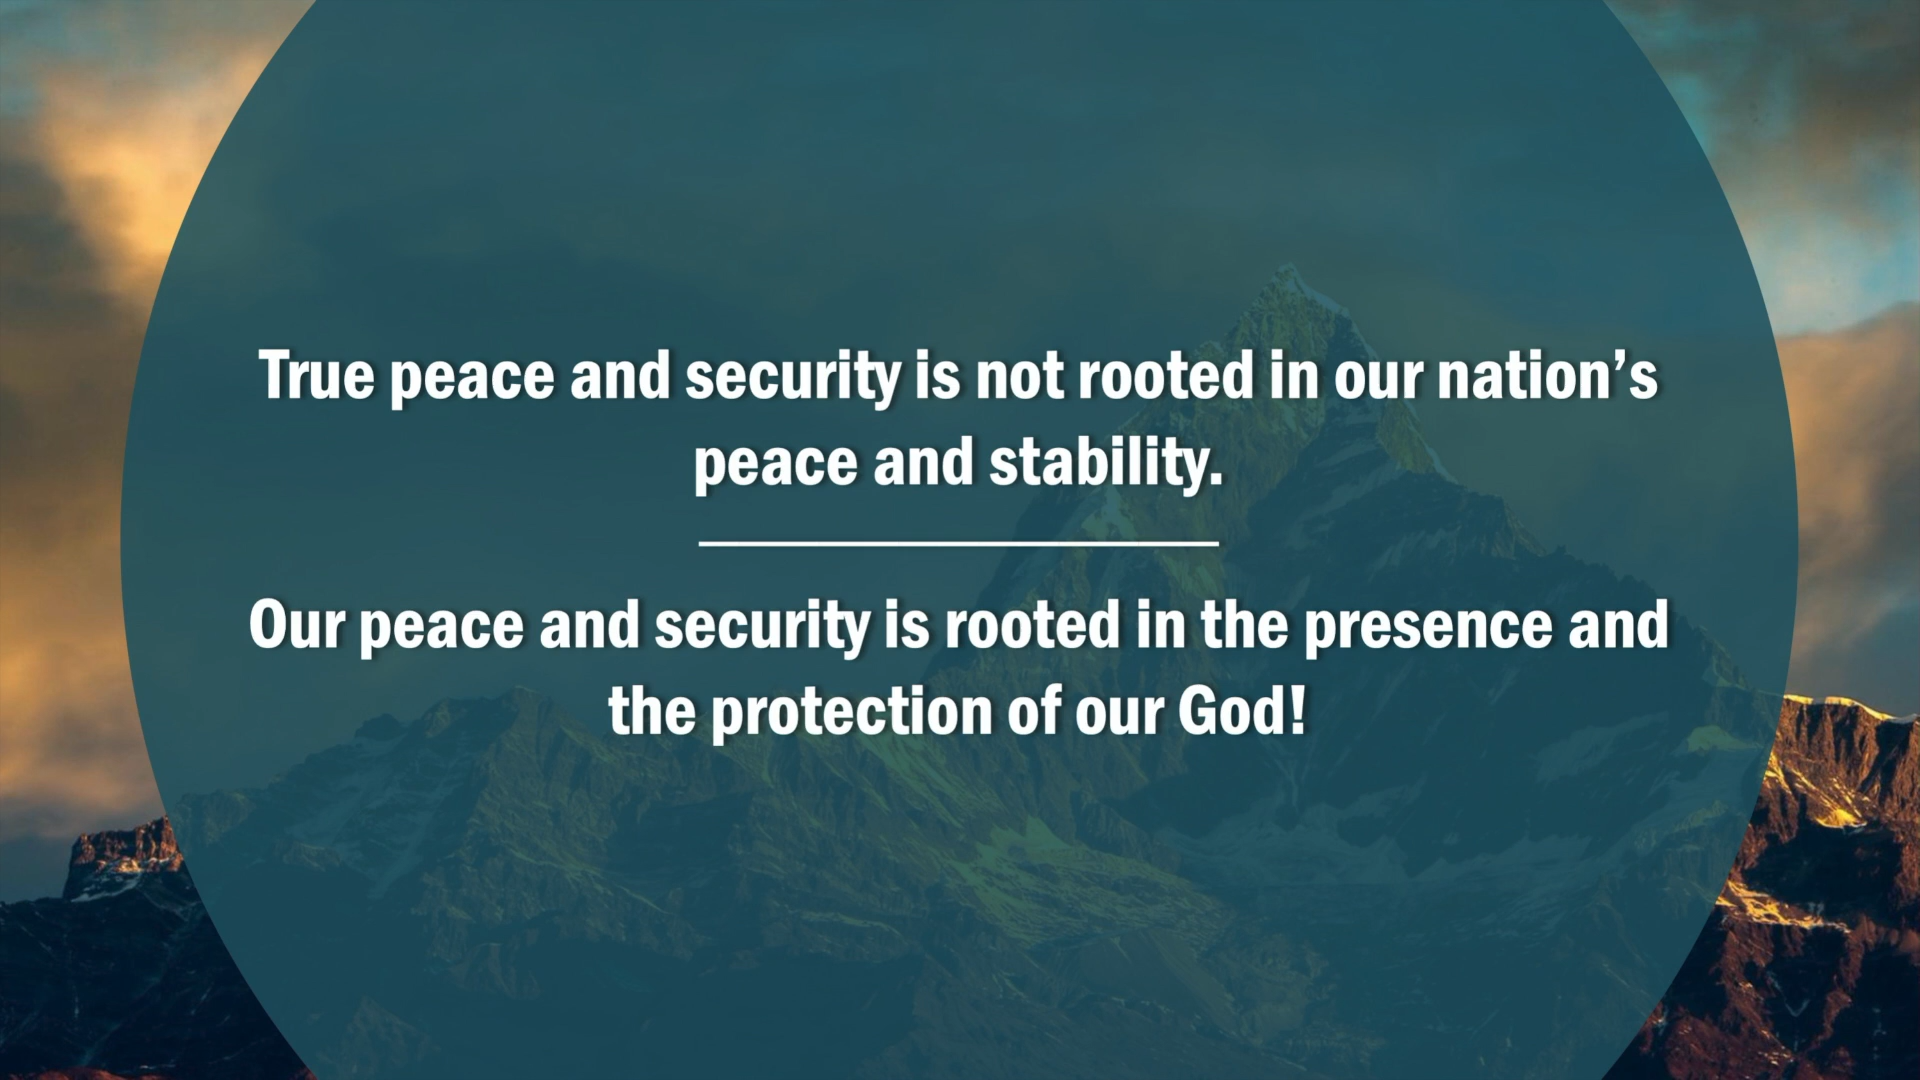 True peace and security is not rooted in our nation’s
peace and stability.
Our peace and security is rooted in the presence and
the protection of our God!